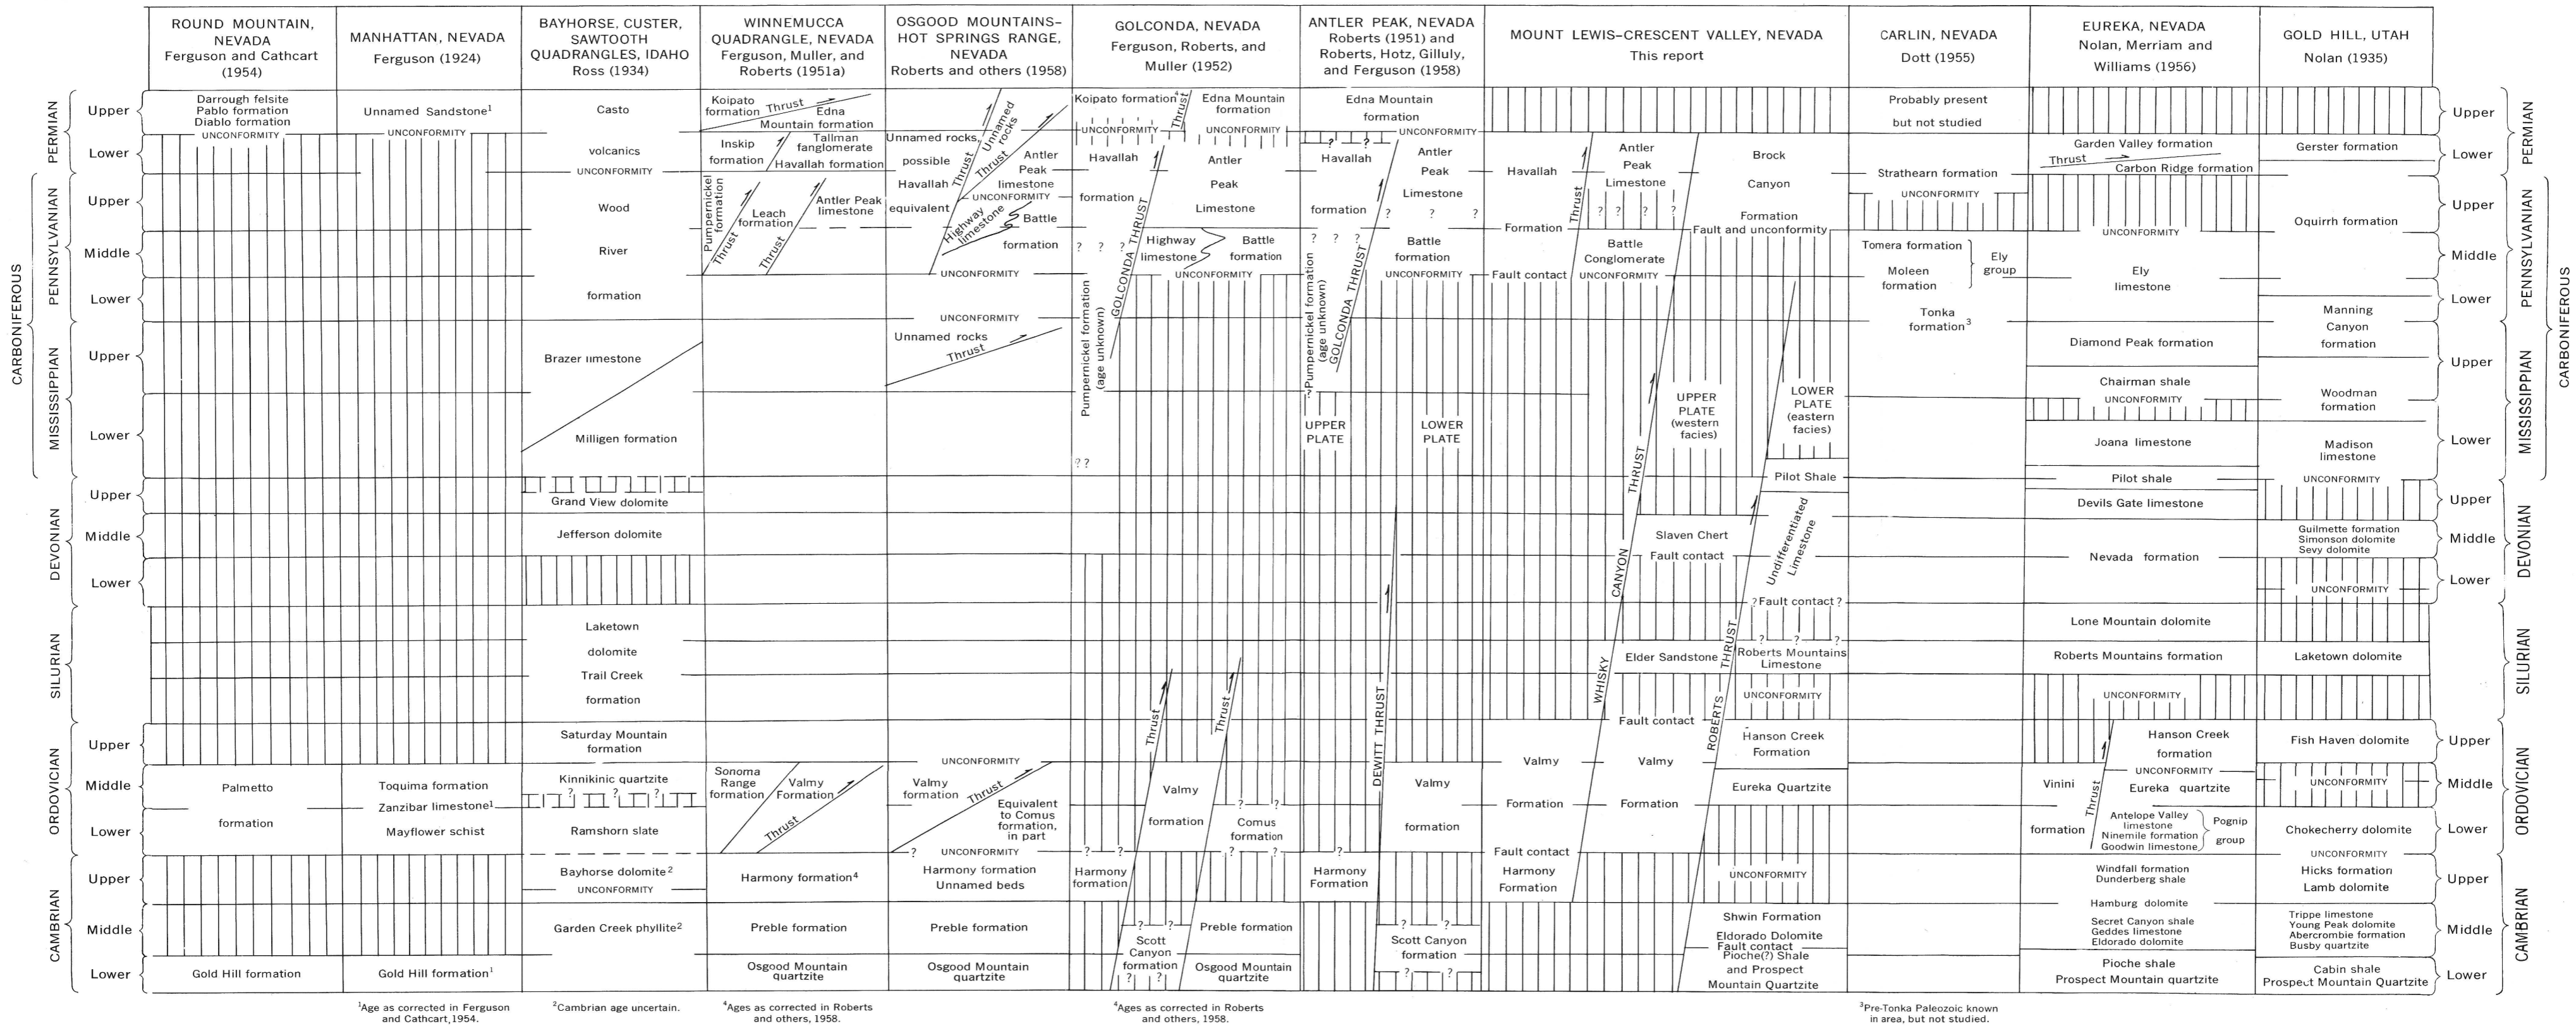 ROUND MOUNTAIN,
NEVADA
Ferguson and Cathcart
(1954)
MANHATTAN, NEVADA
Ferguson (1924)
BAYHORSE, CUSTER,
SAWTOOTH
QUADRANGLES, IDAHO
Ross (1934)
WINNEMUCCA
QUADRANGLE, NEVADA
Ferguson, Muller, and
Roberts (1951a)
OSGOOD MOUNTAINS–
HOT SPRINGS RANGE,
NEVADA
Roberts and others (1958)
GOLCONDA, NEVADA
Ferguson, Roberts, and
Muller (1952)
ANTLER PEAK, NEVADA
Roberts (1951) and
Roberts, Hotz, Gilluly,
and Ferguson (1958)
MOUNT LEWIS–CRESCENT VALLEY, NEVADA
This report
CARLIN, NEVADA
Dott (1955)
EUREKA, NEVADA
Nolan, Merriam and
Williams (1956)
GOLD HILL, UTAH
Nolan (1935)
CARBONIFEROUS
PERMIAN
Upper
Lower
PENNSYLVANIAN
Upper
Middle
Lower
MISSISSIPPIAN
Upper
Lower
DEVONIAN
Upper
Middle
Lower
SILURIAN
ORDOVICIAN
Upper
Middle
Lower
CAMBRIAN
Upper
Middle
Lower
Darrough felsite
Pablo formation
Diablo formation
UNCONFORMITY
Palmetto
formation
Gold Hill formation
Unnamed Sandstone¹
UNCONFORMITY
Toquima formation
Zanzibar limestone¹
Mayflower schist
Gold Hill formation¹
Casto
volcanics
UNCONFORMITY
Wood
River
formation
Brazer limestone
Milligen formation
Grand View dolomite
Jefferson dolomite
Laketown
dolomite
Trail Creek
formation
Saturday Mountain
formation
Kinnikinic quartzite
? ? ?
Ramshorn slate
Bayhorse dolomite²
UNCONFORMITY
Garden Creek phyllite²
Koipato
formation
Thrust
Edna
Mountain formation
Inskip
formation
Tallman
fanglomerate
Havallah formation
Pumpernickel
formation
Thrust
Leach
formation
Thrust
Antler Peak
limestone
Sonoma
Range
formation
Valmy
Formation
Thrust
Harmony formation⁴
Preble formation
Osgood Mountain
quartzite
Unnamed rocks,
possible
Havallah
equivalent
Thrust
Unnamed
rocks
Thrust
Antler
Peak
limestone
UNCONFORMITY
Highway
limestone
Battle
formation
UNCONFORMITY
UNCONFORMITY
Unnamed rocks
Thrust
UNCONFORMITY
Valmy
formation
Thrust
Equivalent
to Comus
formation,
in part
? UNCONFORMITY
Harmony formation
Unnamed beds
Preble formation
Osgood Mountain
quartzite
Koipato formation⁴
Thrust
Edna Mountain
formation
UNCONFORMITY
UNCONFORMITY
Havallah
formation
? ? ?
GOLCONDA THRUST
Antler
Peak
Limestone
Highway
limestone
Battle
formation
UNCONFORMITY
Pumpernickel formation
(age unknown)
? ?
Thrust
Thrust
Valmy
formation
? ?
Comus
formation
? ?
? ?
Harmony
formation
? ?
Scott
Canyon
formation
? ?
Preble formation
Osgood Mountain
quartzite
Edna Mountain
formation
UNCONFORMITY
? ?
Havallah
formation
? ? ?
Antler
Peak
Limestone
? ? ?
Battle
formation
UNCONFORMITY
Pumpernickel formation
(age unknown)
GOLCONDA THRUST
?
UPPER
PLATE
LOWER
PLATE
DEWITT THRUST
Valmy
formation
?
Harmony
Formation
? ?
Scott Canyon
formation
? ?
Havallah
Formation
Thrust
Antler
Peak
Limestone
? ? ? ?
Battle
Conglomerate
Fault contact
UNCONFORMITY
Brock
Canyon
Formation
Fault and unconformity
UPPER
PLATE
(western
facies)
LOWER
PLATE
(eastern
facies)
WHISKY CANYON THRUST
ROBERTS THRUST
Pilot Shale
Slaven Chert
Fault contact
Undifferentiated
Limestone
? Fault contact ?
? ? ?
Elder Sandstone
Roberts Mountains
Limestone
UNCONFORMITY
Fault contact
Hanson Creek
Formation
Valmy
Formation
Valmy
Formation
Eureka Quartzite
Fault contact
Harmony
Formation
UNCONFORMITY
Shwin Formation
Eldorado Dolomite
Fault contact
Pioche(?) Shale
and Prospect
Mountain Quartzite
Probably present
but not studied
Strathearn formation
UNCONFORMITY
Tomera formation
Moleen
formation
Ely
group
Tonka
formation³
Garden Valley formation
Thrust
Carbon Ridge formation
UNCONFORMITY
Ely
limestone
Diamond Peak formation
Chairman shale
UNCONFORMITY
Joana limestone
Pilot shale
Devils Gate limestone
Nevada formation
Lone Mountain dolomite
Roberts Mountains formation
UNCONFORMITY
Hanson Creek
formation
UNCONFORMITY
Vinini
formation
Thrust
Eureka quartzite
Antelope Valley
limestone
Ninemile formation
Goodwin limestone
Pognip
group
Windfall formation
Dunderberg shale
Hamburg dolomite
Secret Canyon shale
Geddes limestone
Eldorado dolomite
Pioche shale
Prospect Mountain quartzite
Gerster formation
Oquirrh formation
Manning
Canyon
formation
Woodman
formation
Madison
limestone
UNCONFORMITY
Guilmette formation
Simonson dolomite
Sevy dolomite
UNCONFORMITY
Laketown dolomite
Fish Haven dolomite
UNCONFORMITY
Chokecherry dolomite
UNCONFORMITY
Hicks formation
Lamb dolomite
Trippe limestone
Young Peak dolomite
Abercrombie formation
Busby quartzite
Cabin shale
Prospect Mountain Quartzite
Upper
Lower
PERMIAN
Upper
Middle
Lower
PENNSYLVANIAN
Upper
Lower
MISSISSIPPIAN
CARBONIFEROUS
Upper
Middle
Lower
DEVONIAN
SILURIAN
Upper
Middle
Lower
ORDOVICIAN
Upper
Middle
Lower
CAMBRIAN
¹Age as corrected in Ferguson
and Cathcart, 1954.
²Cambrian age uncertain.
⁴Ages as corrected in Roberts
and others, 1958.
⁴Ages as corrected in Roberts
and others, 1958.
³Pre-Tonka Paleozoic known
in area, but not studied.